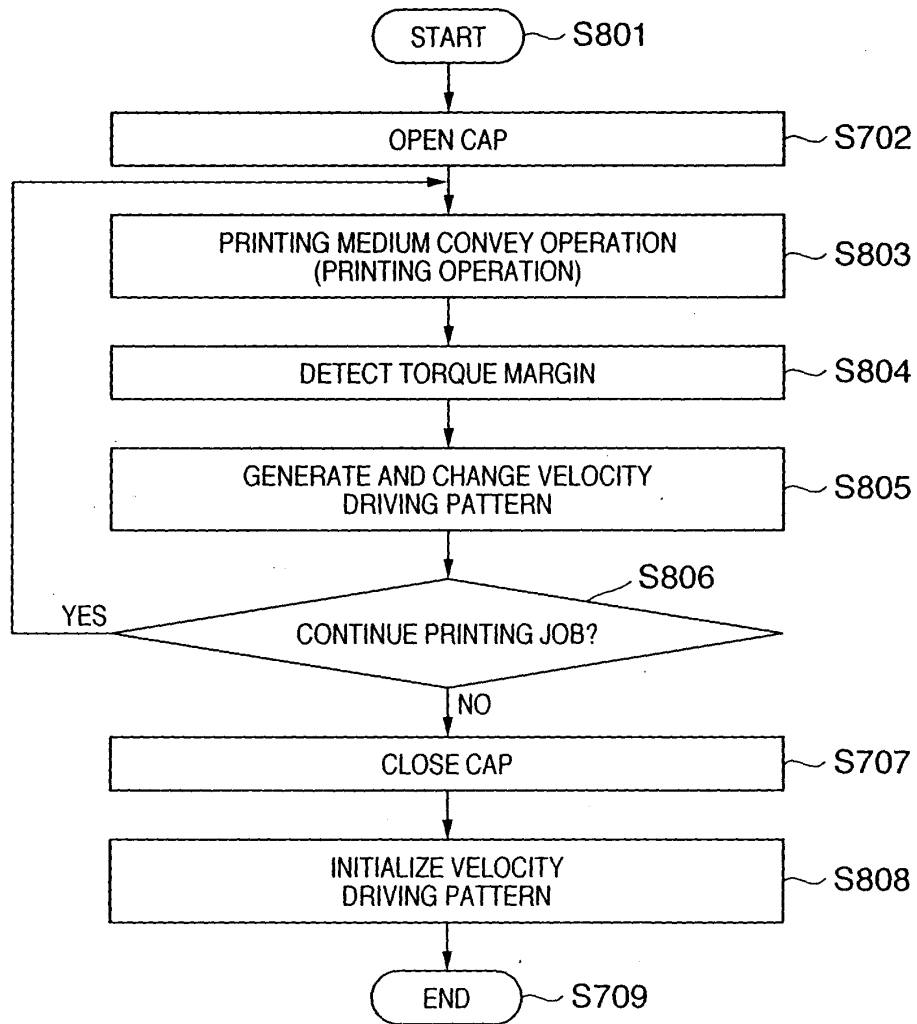 START
S801
OPEN CAP
S702
PRINTING MEDIUM CONVEY OPERATION
(PRINTING OPERATION)
S803
DETECT TORQUE MARGIN
S804
GENERATE AND CHANGE VELOCITY
DRIVING PATTERN
S805
S806
YES
CONTINUE PRINTING JOB?
NO
CLOSE CAP
S707
INITIALIZE VELOCITY
DRIVING PATTERN
S808
END
S709